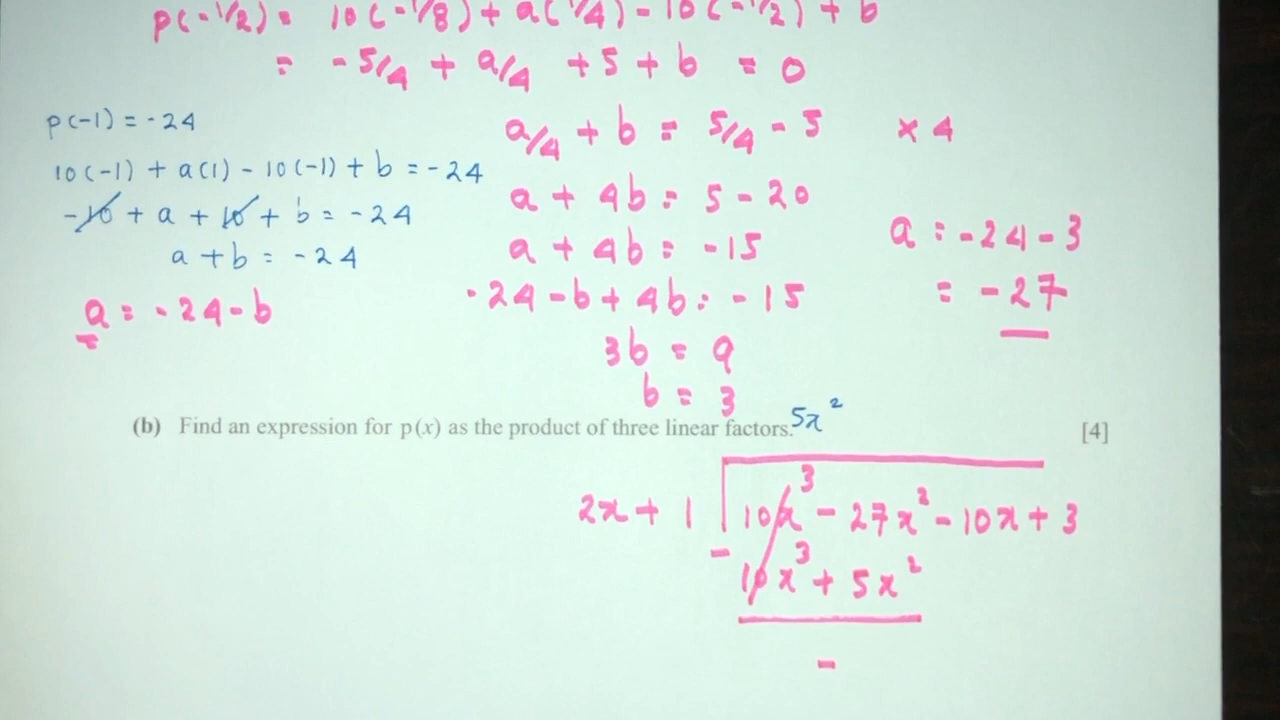 p(-1/2) = 10(-1/8) + a(1/4) - 10(-1/2) + b
= -5/4 + a/4 + 5 + b = 0
p(-1) = -24
10(-1) + a(1) - 10(-1) + b = -24
-10 + a + 10 + b = -24
a + b = -24
a = -24 - b
a/4 + b = 5/4 - 5 × 4
a + 4b = 5 - 20
a + 4b = -15
-24 - b + 4b = -15
3b = 9
b = 3
a = -24 - 3
= -27
(b) Find an expression for p(x) as the product of three linear factors. [4]
5x²
2x + 1 10x³ - 27x² - 10x + 3
- 10x³ + 5x²
-